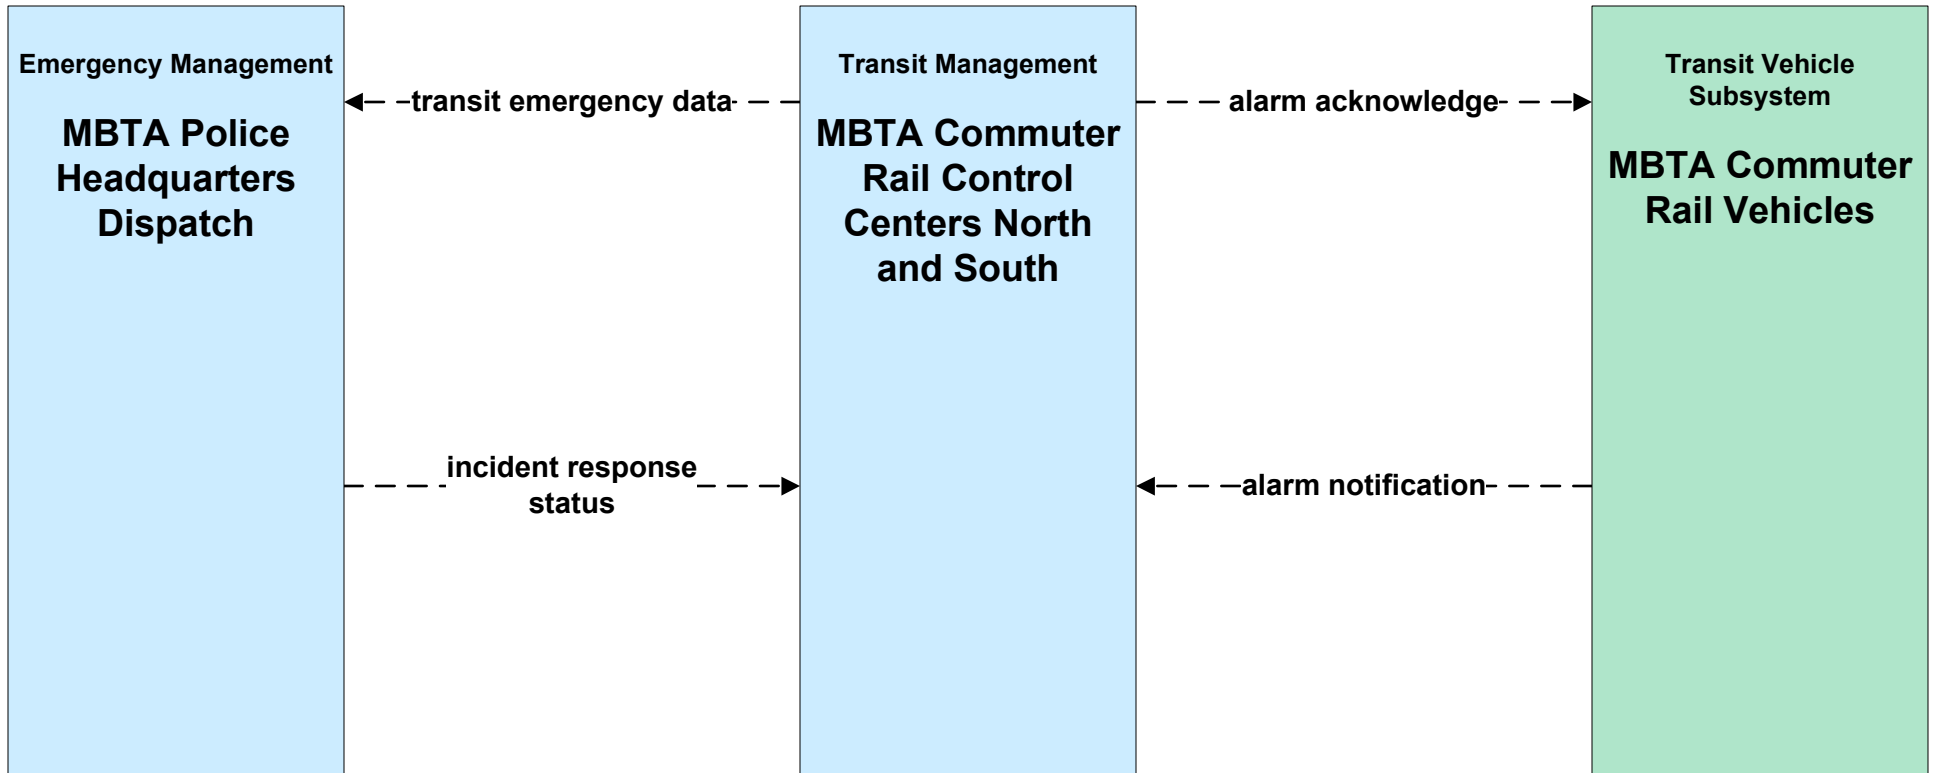 Emergency Management
MBTA Police
Headquarters
Dispatch
transit emergency data
incident response
status
Transit Management
MBTA Commuter
Rail Control
Centers North
and South
alarm acknowledge
alarm notification
Transit Vehicle
Subsystem
MBTA Commuter
Rail Vehicles